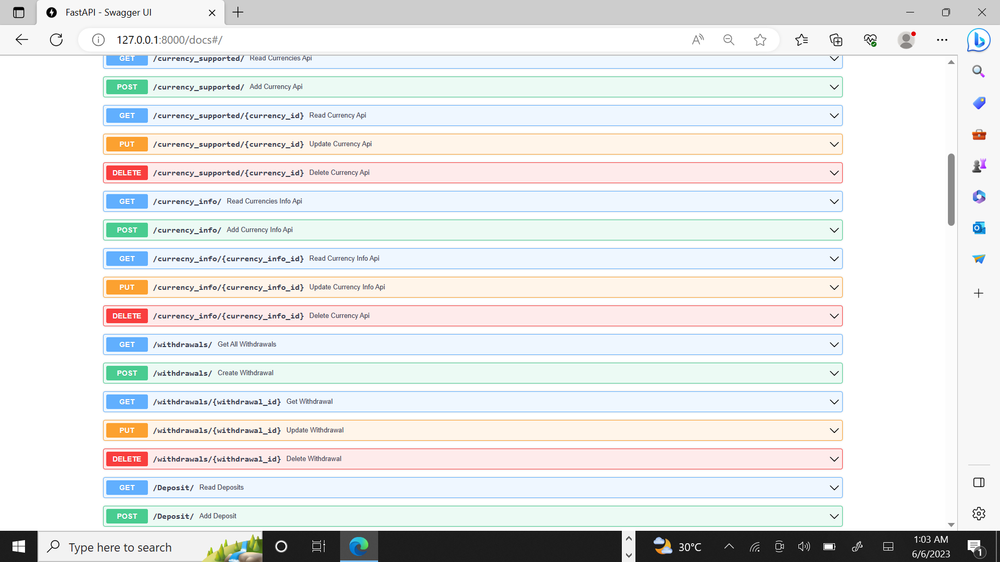 FastAPI - Swagger UI
127.0.0.1:8000/docs#/
GET /currency_supported/ Read Currencies Api
POST /currency_supported/ Add Currency Api
GET /currency_supported/{currency_id} Read Currency Api
PUT /currency_supported/{currency_id} Update Currency Api
DELETE /currency_supported/{currency_id} Delete Currency Api
GET /currency_info/ Read Currencies Info Api
POST /currency_info/ Add Currency Info Api
GET /currecny_info/{currency_info_id} Read Currency Info Api
PUT /currency_info/{currency_info_id} Update Currency Info Api
DELETE /currency_info/{currency_info_id} Delete Currency Api
GET /withdrawals/ Get All Withdrawals
POST /withdrawals/ Create Withdrawal
GET /withdrawals/{withdrawal_id} Get Withdrawal
PUT /withdrawals/{withdrawal_id} Update Withdrawal
DELETE /withdrawals/{withdrawal_id} Delete Withdrawal
GET /Deposit/ Read Deposits
POST /Deposit/ Add Deposit
Type here to search
30°C
1:03 AM
6/6/2023
1